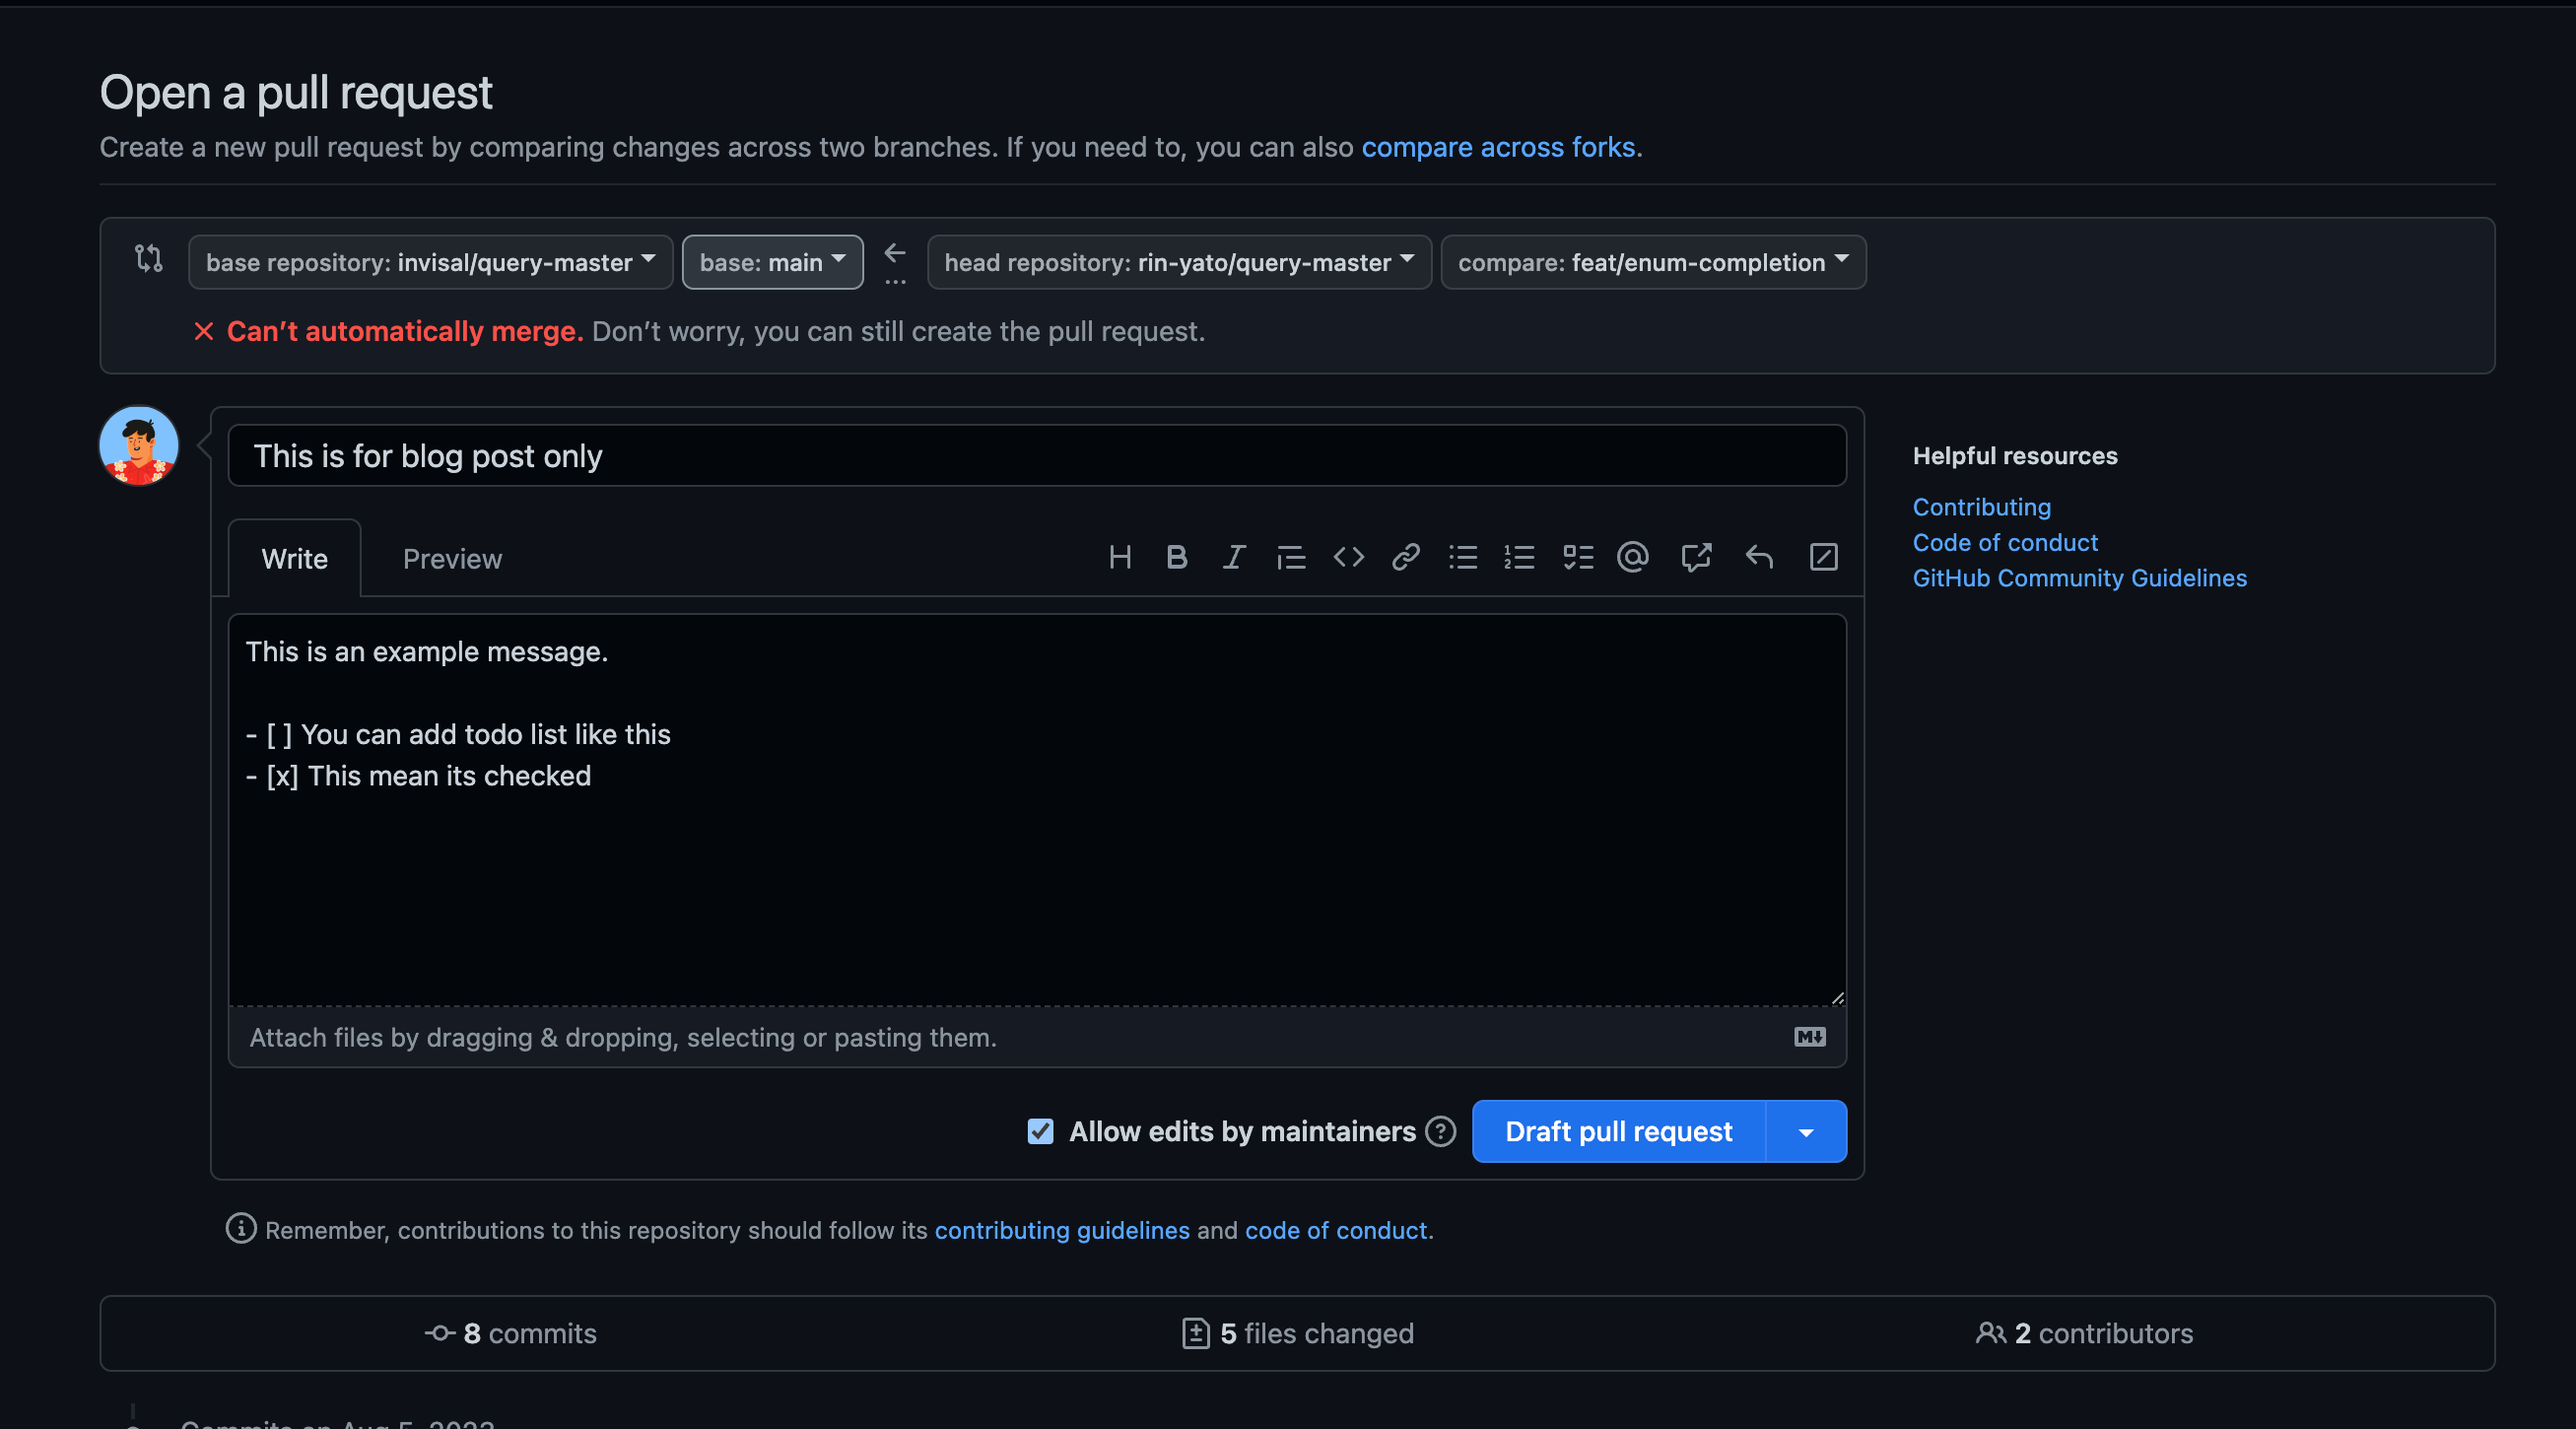 Open a pull request
Create a new pull request by comparing changes across two branches. If you need to, you can also compare across forks.
base repository: invisal/query-master base: main head repository: rin-yato/query-master compare: feat/enum-completion
Can’t automatically merge. Don’t worry, you can still create the pull request.
This is for blog post only
Write Preview
This is an example message.
- [ ] You can add todo list like this
- [x] This mean its checked
Attach files by dragging & dropping, selecting or pasting them.
Allow edits by maintainers Draft pull request
Helpful resources
Contributing
Code of conduct
GitHub Community Guidelines
Remember, contributions to this repository should follow its contributing guidelines and code of conduct.
8 commits 5 files changed 2 contributors
Commits on Aug 5, 2023